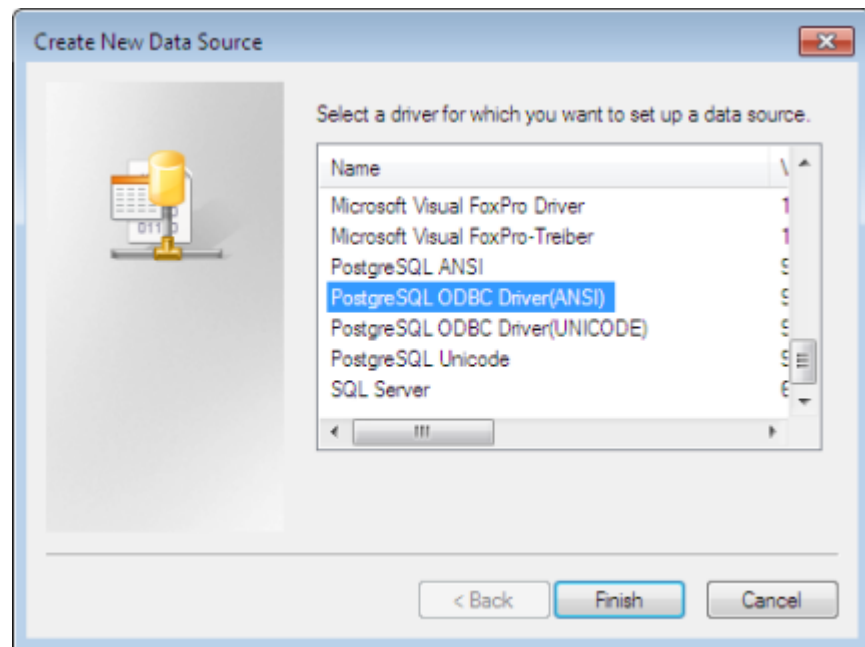 Create New Data Source
Select a driver for which you want to set up a data source.
Name
Microsoft Visual FoxPro Driver
Microsoft Visual FoxPro-Treiber
PostgreSQL ANSI
PostgreSQL ODBC Driver(ANSI)
PostgreSQL ODBC Driver(UNICODE)
PostgreSQL Unicode
SQL Server
< Back Finish Cancel